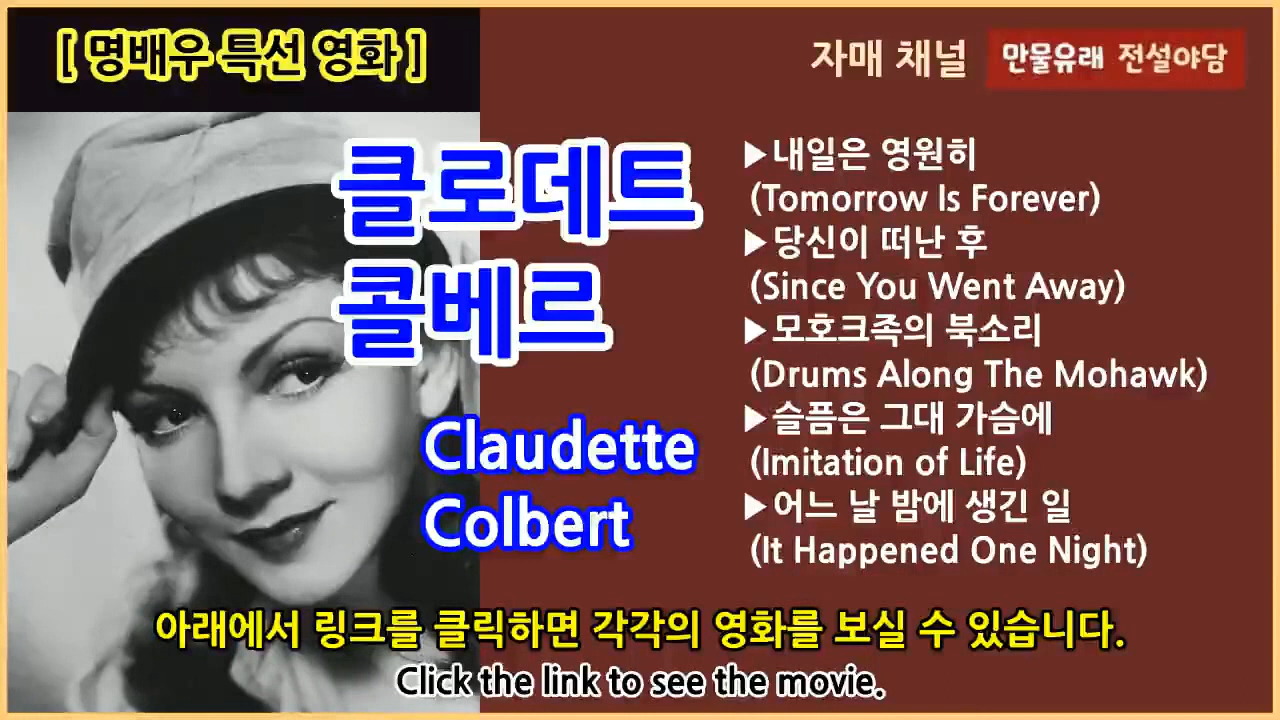 [ 명배우 특선 영화 ]
자매 채널 만물유래 전설야담
클로데트
콜베르
Claudette
Colbert
▶내일은 영원히
(Tomorrow Is Forever)
▶당신이 떠난 후
(Since You Went Away)
▶모호크족의 북소리
(Drums Along The Mohawk)
▶슬픔은 그대 가슴에
(Imitation of Life)
▶어느 날 밤에 생긴 일
(It Happened One Night)
아래에서 링크를 클릭하면 각각의 영화를 보실 수 있습니다.
Click the link to see the movie.